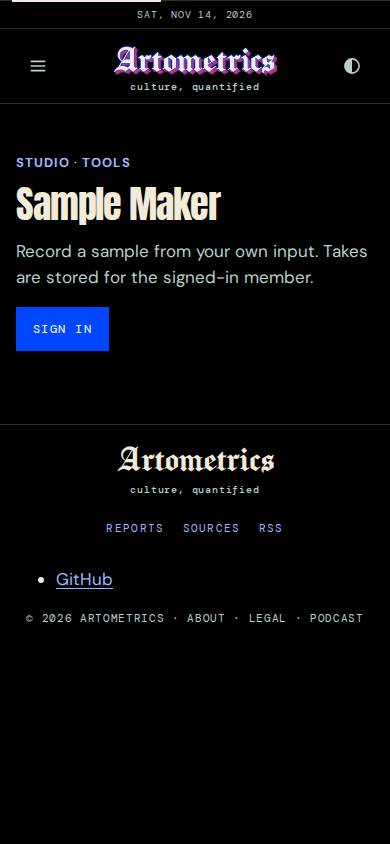 SAT, NOV 14, 2026
Artometrics
culture, quantified
STUDIO · TOOLS
Sample Maker
Record a sample from your own input. Takes
are stored for the signed-in member.
SIGN IN
Artometrics
culture, quantified
REPORTS SOURCES RSS
• GitHub
© 2026 ARTOMETRICS · ABOUT · LEGAL · PODCAST